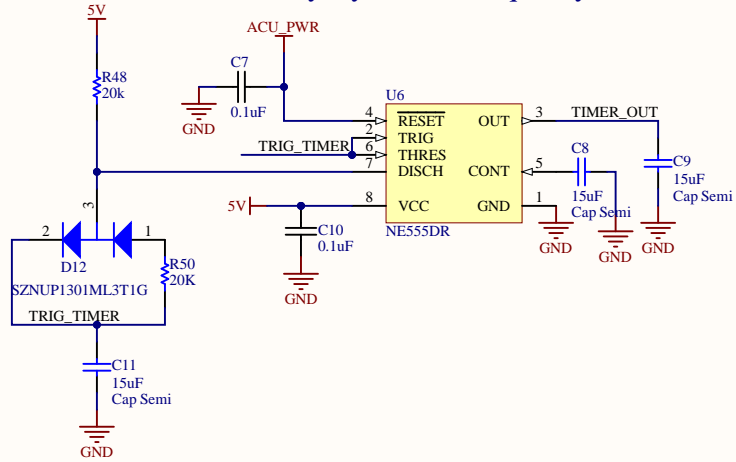 5V
ACU_PWR
R48
20k
C7
0.1uF
GND
U6
4
RESET
OUT
3
TIMER_OUT
2
TRIG
TRIG_TIMER
6
THRES
7
DISCH
CONT
5
C8
15uF
Cap Semi
C9
15uF
Cap Semi
5V
8
VCC
GND
1
NE555DR
C10
0.1uF
GND
GND
GND
GND
3
2
1
D12
SZNUP1301ML3T1G
R50
20K
TRIG_TIMER
C11
15uF
Cap Semi
GND